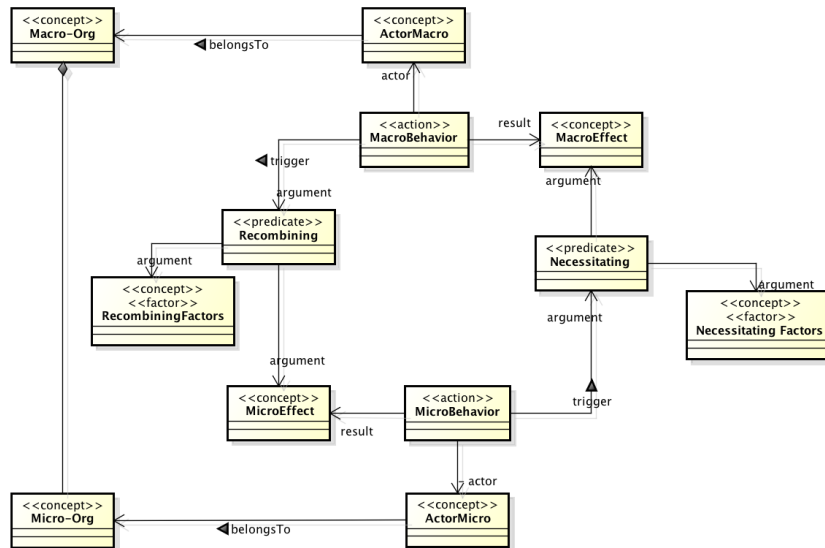 <<concept>>
Macro-Org
<<concept>>
ActorMacro
belongsTo
actor
<<action>>
MacroBehavior
result
<<concept>>
MacroEffect
trigger
argument
argument
<<predicate>>
Recombining
<<predicate>>
Necessitating
argument
argument
<<concept>>
<<factor>>
RecombiningFactors
argument
<<concept>>
<<factor>>
Necessitating Factors
argument
<<concept>>
MicroEffect
<<action>>
MicroBehavior
trigger
result
actor
<<concept>>
Micro-Org
<<concept>>
ActorMicro
belongsTo